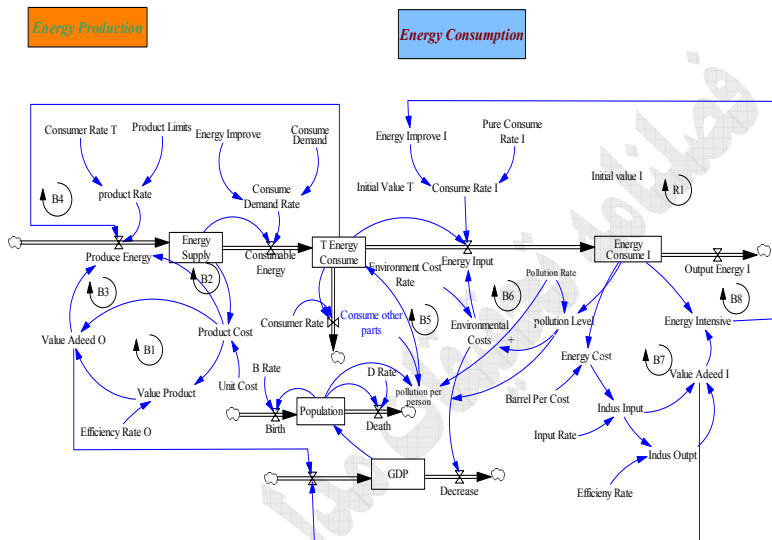 Energy Production
Energy Consumption
Consumer Rate T
Product Limits
Energy Improve
Consume
Demand
Energy Improve I
Pure Consume
Rate I
B4
product Rate
Consume
Demand Rate
Initial Value T
Consume Rate I
Initial value I
R1
Produce Energy
Energy
Supply
Consumable
Energy
T Energy
Consume
Energy Input
Energy
Consume I
Output Energy I
B3
B2
Environment Cost
Rate
Pollution Rate
B6
B8
Value Adeed O
B1
Product Cost
Consumer Rate
Consume other
parts
B5
Environmental
Costs
+
pollution Level
Energy Intensive
Energy Cost
B7
Value Product
Unit Cost
B Rate
D Rate
pollution per
person
Barrel Per Cost
Value Adeed I
Efficiency Rate O
Birth
Population
Death
Indus Input
Input Rate
Indus Outpt
GDP
Decrease
Efficieny Rate
فصلنامه